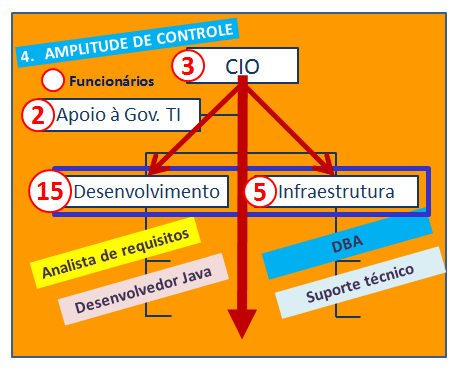 4. AMPLITUDE DE CONTROLE
3 CIO
Funcionários
2 Apoio à Gov. TI
15 Desenvolvimento
5 Infraestrutura
Analista de requisitos
DBA
Desenvolvedor Java
Suporte técnico